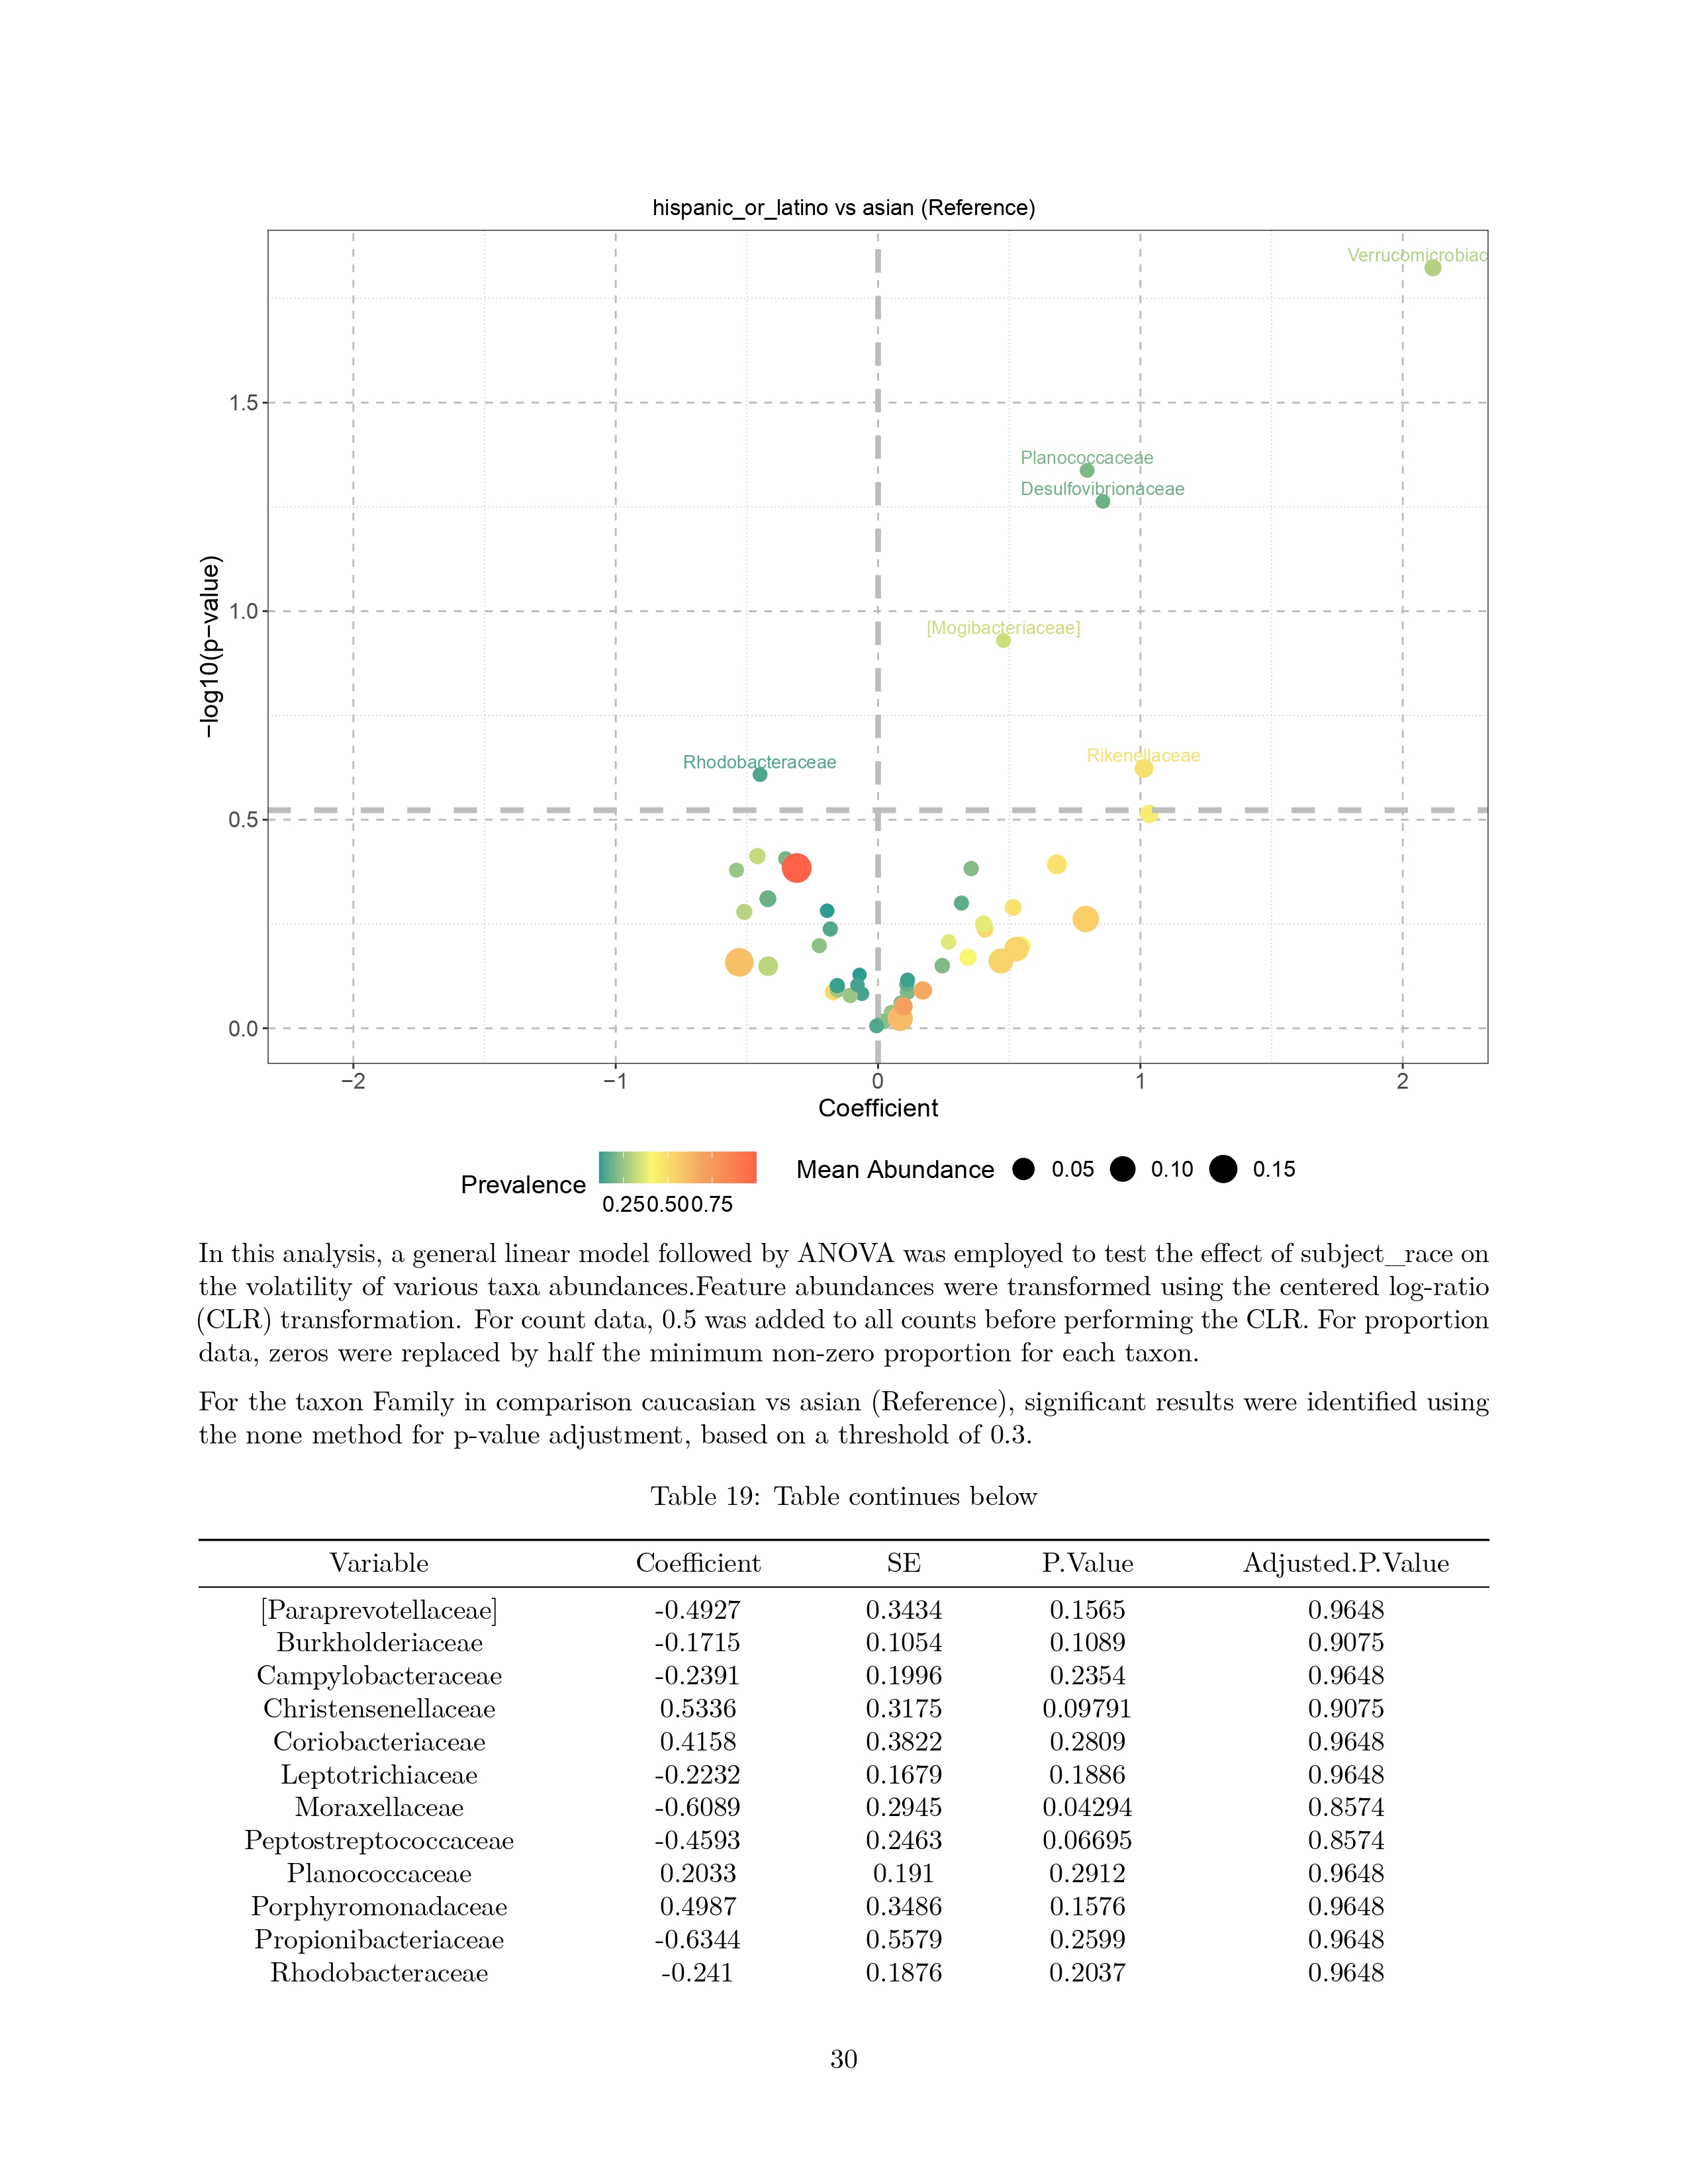 hispanic_or_latino vs asian (Reference)
Verrucomicrobiac
Planococcaceae
Desulfovibrionaceae
[Mogibacteriaceae]
Rikenellaceae
Rhodobacteraceae
−log10(p−value)
1.5
1.0
0.5
0.0
−2 −1 0 1 2
Coefficient
Prevalence 0.25 0.50 0.75 Mean Abundance 0.05 0.10 0.15
In this analysis, a general linear model followed by ANOVA was employed to test the effect of subject_race on
the volatility of various taxa abundances.Feature abundances were transformed using the centered log-ratio
(CLR) transformation. For count data, 0.5 was added to all counts before performing the CLR. For proportion
data, zeros were replaced by half the minimum non-zero proportion for each taxon.
For the taxon Family in comparison caucasian vs asian (Reference), significant results were identified using
the none method for p-value adjustment, based on a threshold of 0.3.
Table 19: Table continues below
Variable Coefficient SE P.Value Adjusted.P.Value
[Paraprevotellaceae] -0.4927 0.3434 0.1565 0.9648
Burkholderiaceae -0.1715 0.1054 0.1089 0.9075
Campylobacteraceae -0.2391 0.1996 0.2354 0.9648
Christensenellaceae 0.5336 0.3175 0.09791 0.9075
Coriobacteriaceae 0.4158 0.3822 0.2809 0.9648
Leptotrichiaceae -0.2232 0.1679 0.1886 0.9648
Moraxellaceae -0.6089 0.2945 0.04294 0.8574
Peptostreptococcaceae -0.4593 0.2463 0.06695 0.8574
Planococcaceae 0.2033 0.191 0.2912 0.9648
Porphyromonadaceae 0.4987 0.3486 0.1576 0.9648
Propionibacteriaceae -0.6344 0.5579 0.2599 0.9648
Rhodobacteraceae -0.241 0.1876 0.2037 0.9648
30